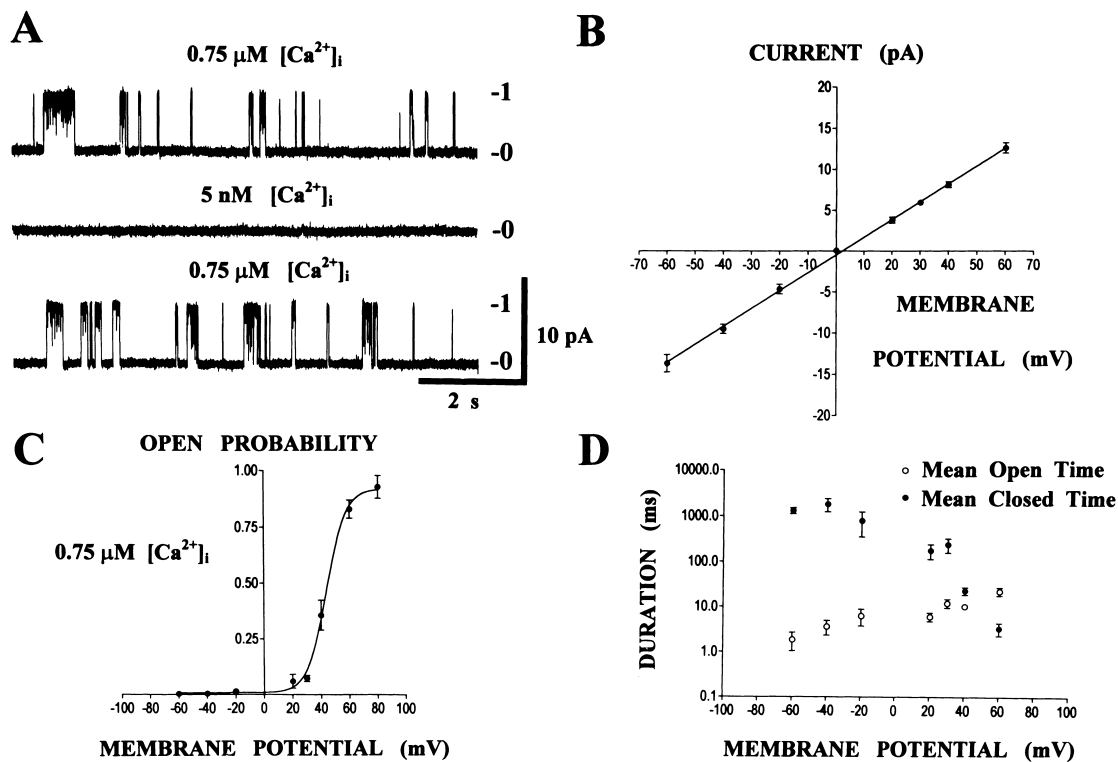 A
0.75 μM [Ca²⁺]ᵢ
-1
-0
5 nM [Ca²⁺]ᵢ
-0
0.75 μM [Ca²⁺]ᵢ
-1
-0
10 pA
2 s
B
CURRENT (pA)
20
15
10
5
-70 -60 -50 -40 -30 -20 -10 0 10 20 30 40 50 60 70
-5
-10
-15
-20
MEMBRANE
POTENTIAL (mV)
C
OPEN PROBABILITY
1.00
0.75
0.75 μM [Ca²⁺]ᵢ
0.50
0.25
-100 -80 -60 -40 -20 0 20 40 60 80 100
MEMBRANE POTENTIAL (mV)
D
Mean Open Time
Mean Closed Time
DURATION (ms)
10000.0
1000.0
100.0
10.0
1.0
0.1
-100 -80 -60 -40 -20 0 20 40 60 80 100
MEMBRANE POTENTIAL (mV)